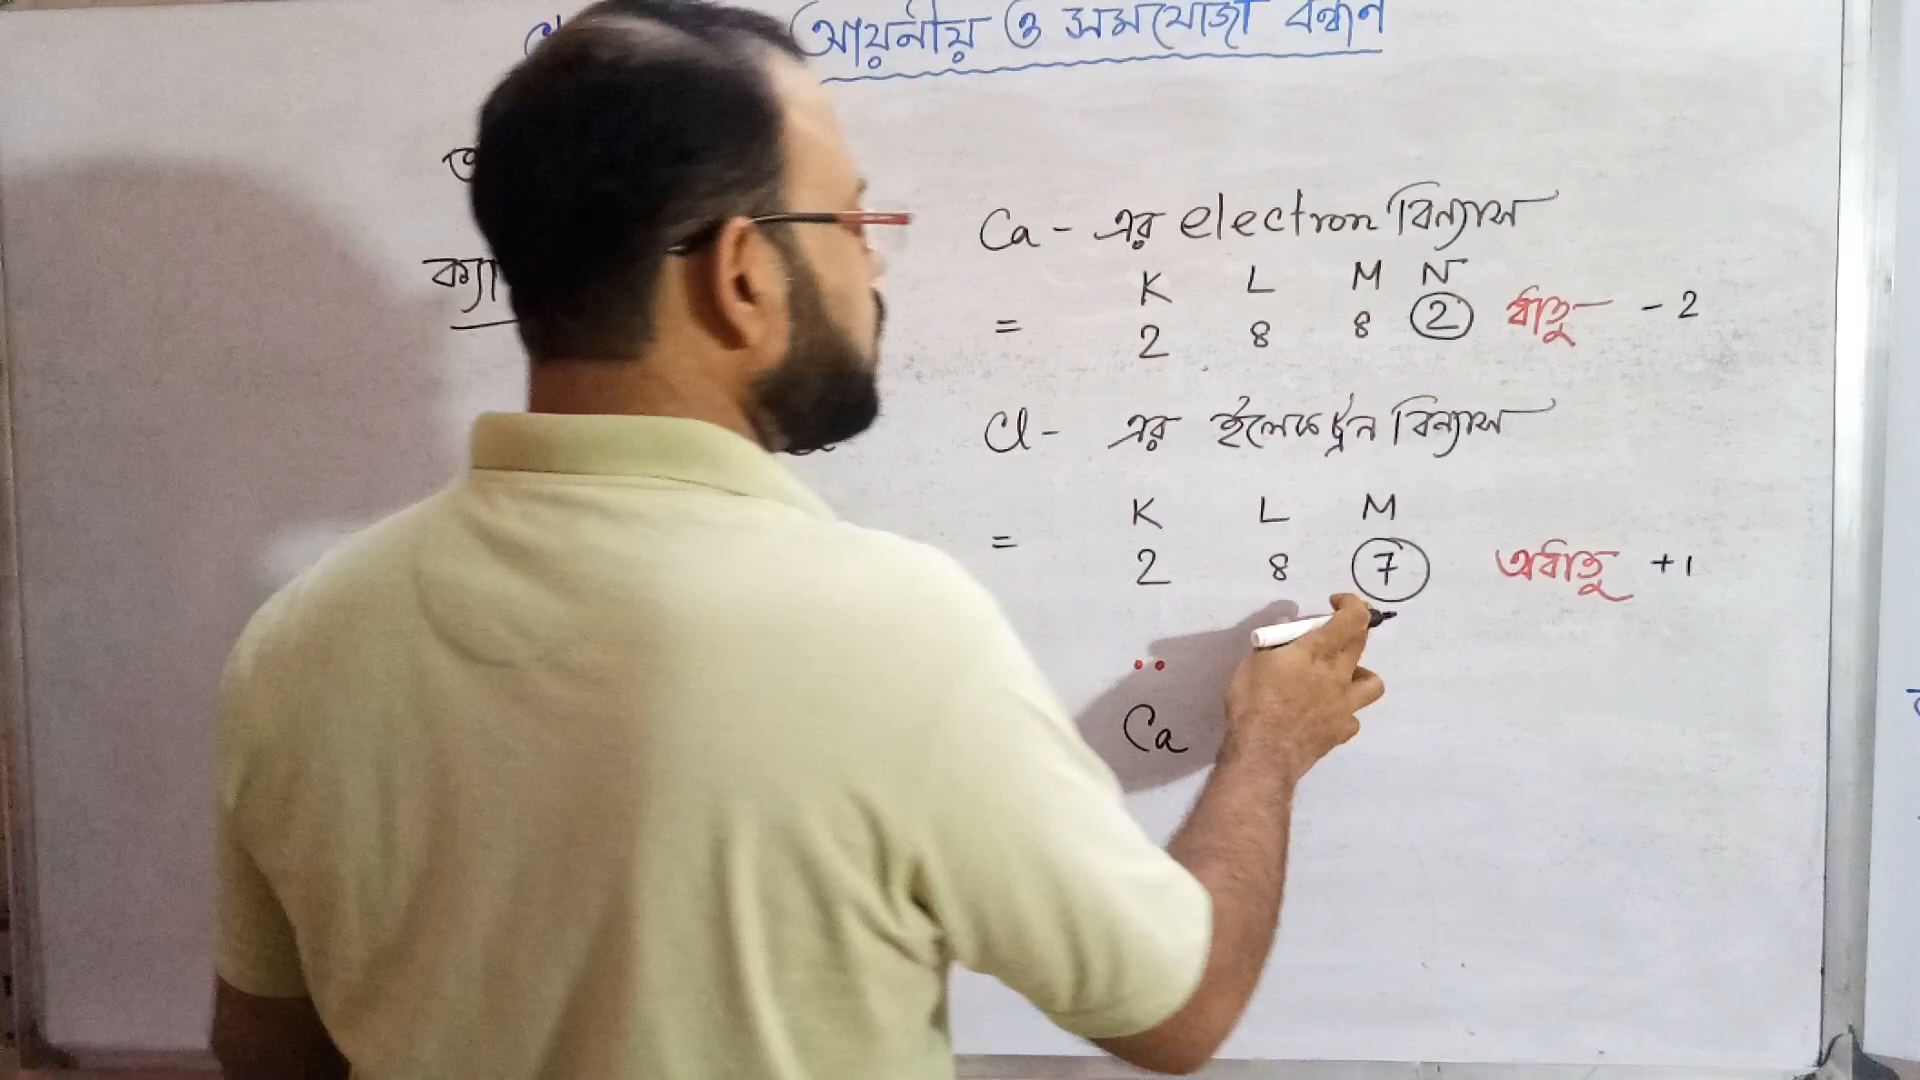 আয়নীয় ও সমযোজী বন্ধন
Ca - এর electron বিন্যাস
K L M N
= 2 8 8 2 ধাতু - 2
Cl - এর ইলেকট্রন বিন্যাস
K L M
= 2 8 7 অধাতু +1
Ca